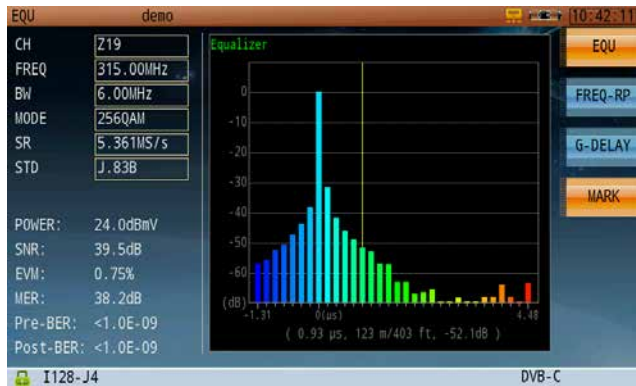 EQU demo 10:42:11
CH Z19
FREQ 315.00MHz
BW 6.00MHz
MODE 256QAM
SR 5.361MS/s
STD J.83B
POWER: 24.0dBmV
SNR: 39.5dB
EVM: 0.75%
MER: 38.2dB
Pre-BER: <1.0E-09
Post-BER: <1.0E-09
Equalizer
0
-10
-20
-30
-40
-50
-60
(dB)
-1.31 0(μs) 4.48
( 0.93 μs, 123 m/403 ft, -52.1dB )
EQU
FREQ-RP
G-DELAY
MARK
I128-J4 DVB-C